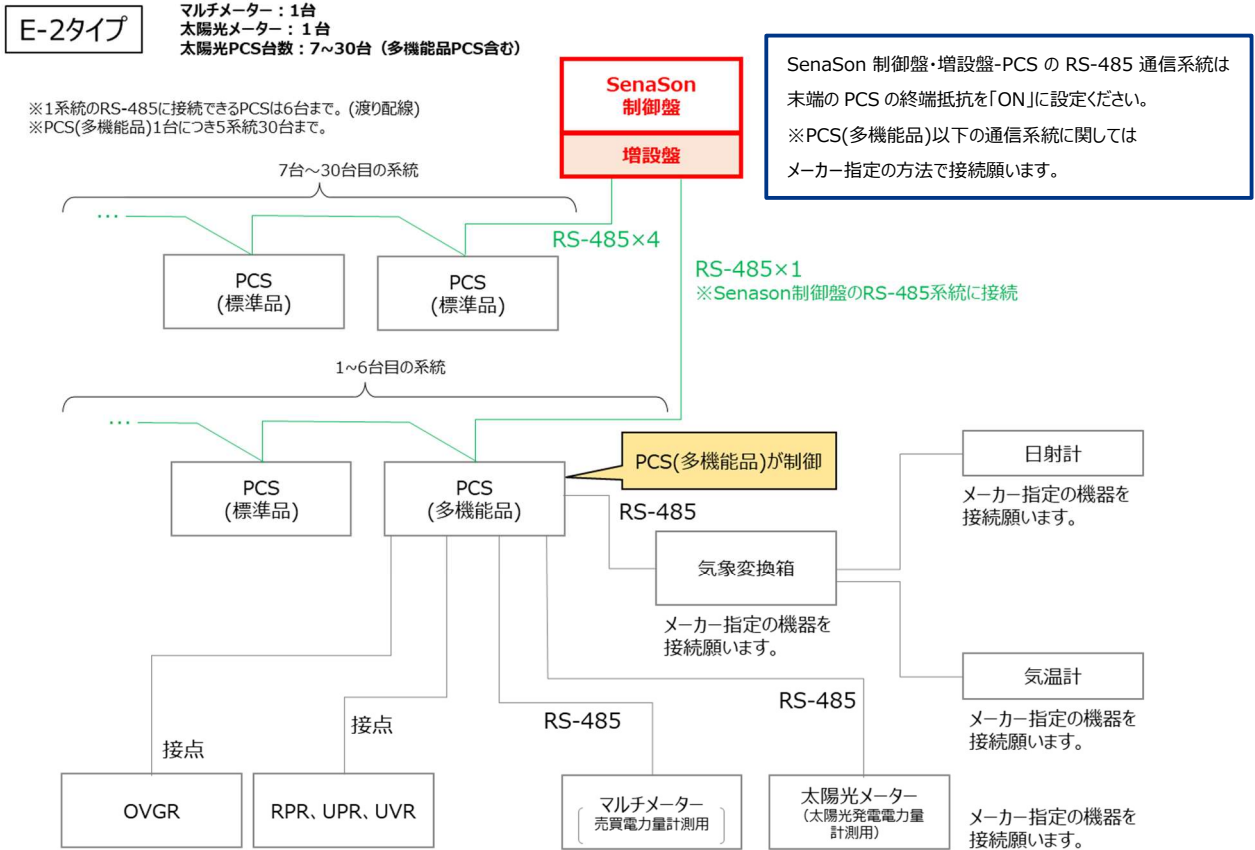 E-2タイプ
マルチメーター：1台
太陽光メーター：１台
太陽光PCS台数：7~30台（多機能品PCS含む）
※1系統のRS-485に接続できるPCSは6台まで。(渡り配線)
※PCS(多機能品)1台につき5系統30台まで。
SenaSon
制御盤
増設盤
SenaSon 制御盤・増設盤-PCS の RS-485 通信系統は
末端の PCS の終端抵抗を「ON」に設定ください。
※PCS(多機能品)以下の通信系統に関しては
メーカー指定の方法で接続願います。
7台～30台目の系統
…
RS-485×4
PCS
(標準品)
PCS
(標準品)
RS-485×1
※Senason制御盤のRS-485系統に接続
1~6台目の系統
…
PCS
(標準品)
PCS
(多機能品)
PCS(多機能品)が制御
RS-485
気象変換箱
メーカー指定の機器を
接続願います。
日射計
メーカー指定の機器を
接続願います。
気温計
メーカー指定の機器を
接続願います。
接点
接点
RS-485
RS-485
OVGR
RPR、UPR、UVR
マルチメーター
売買電力量計測用
太陽光メーター
（太陽光発電電力量
計測用）
メーカー指定の機器を
接続願います。